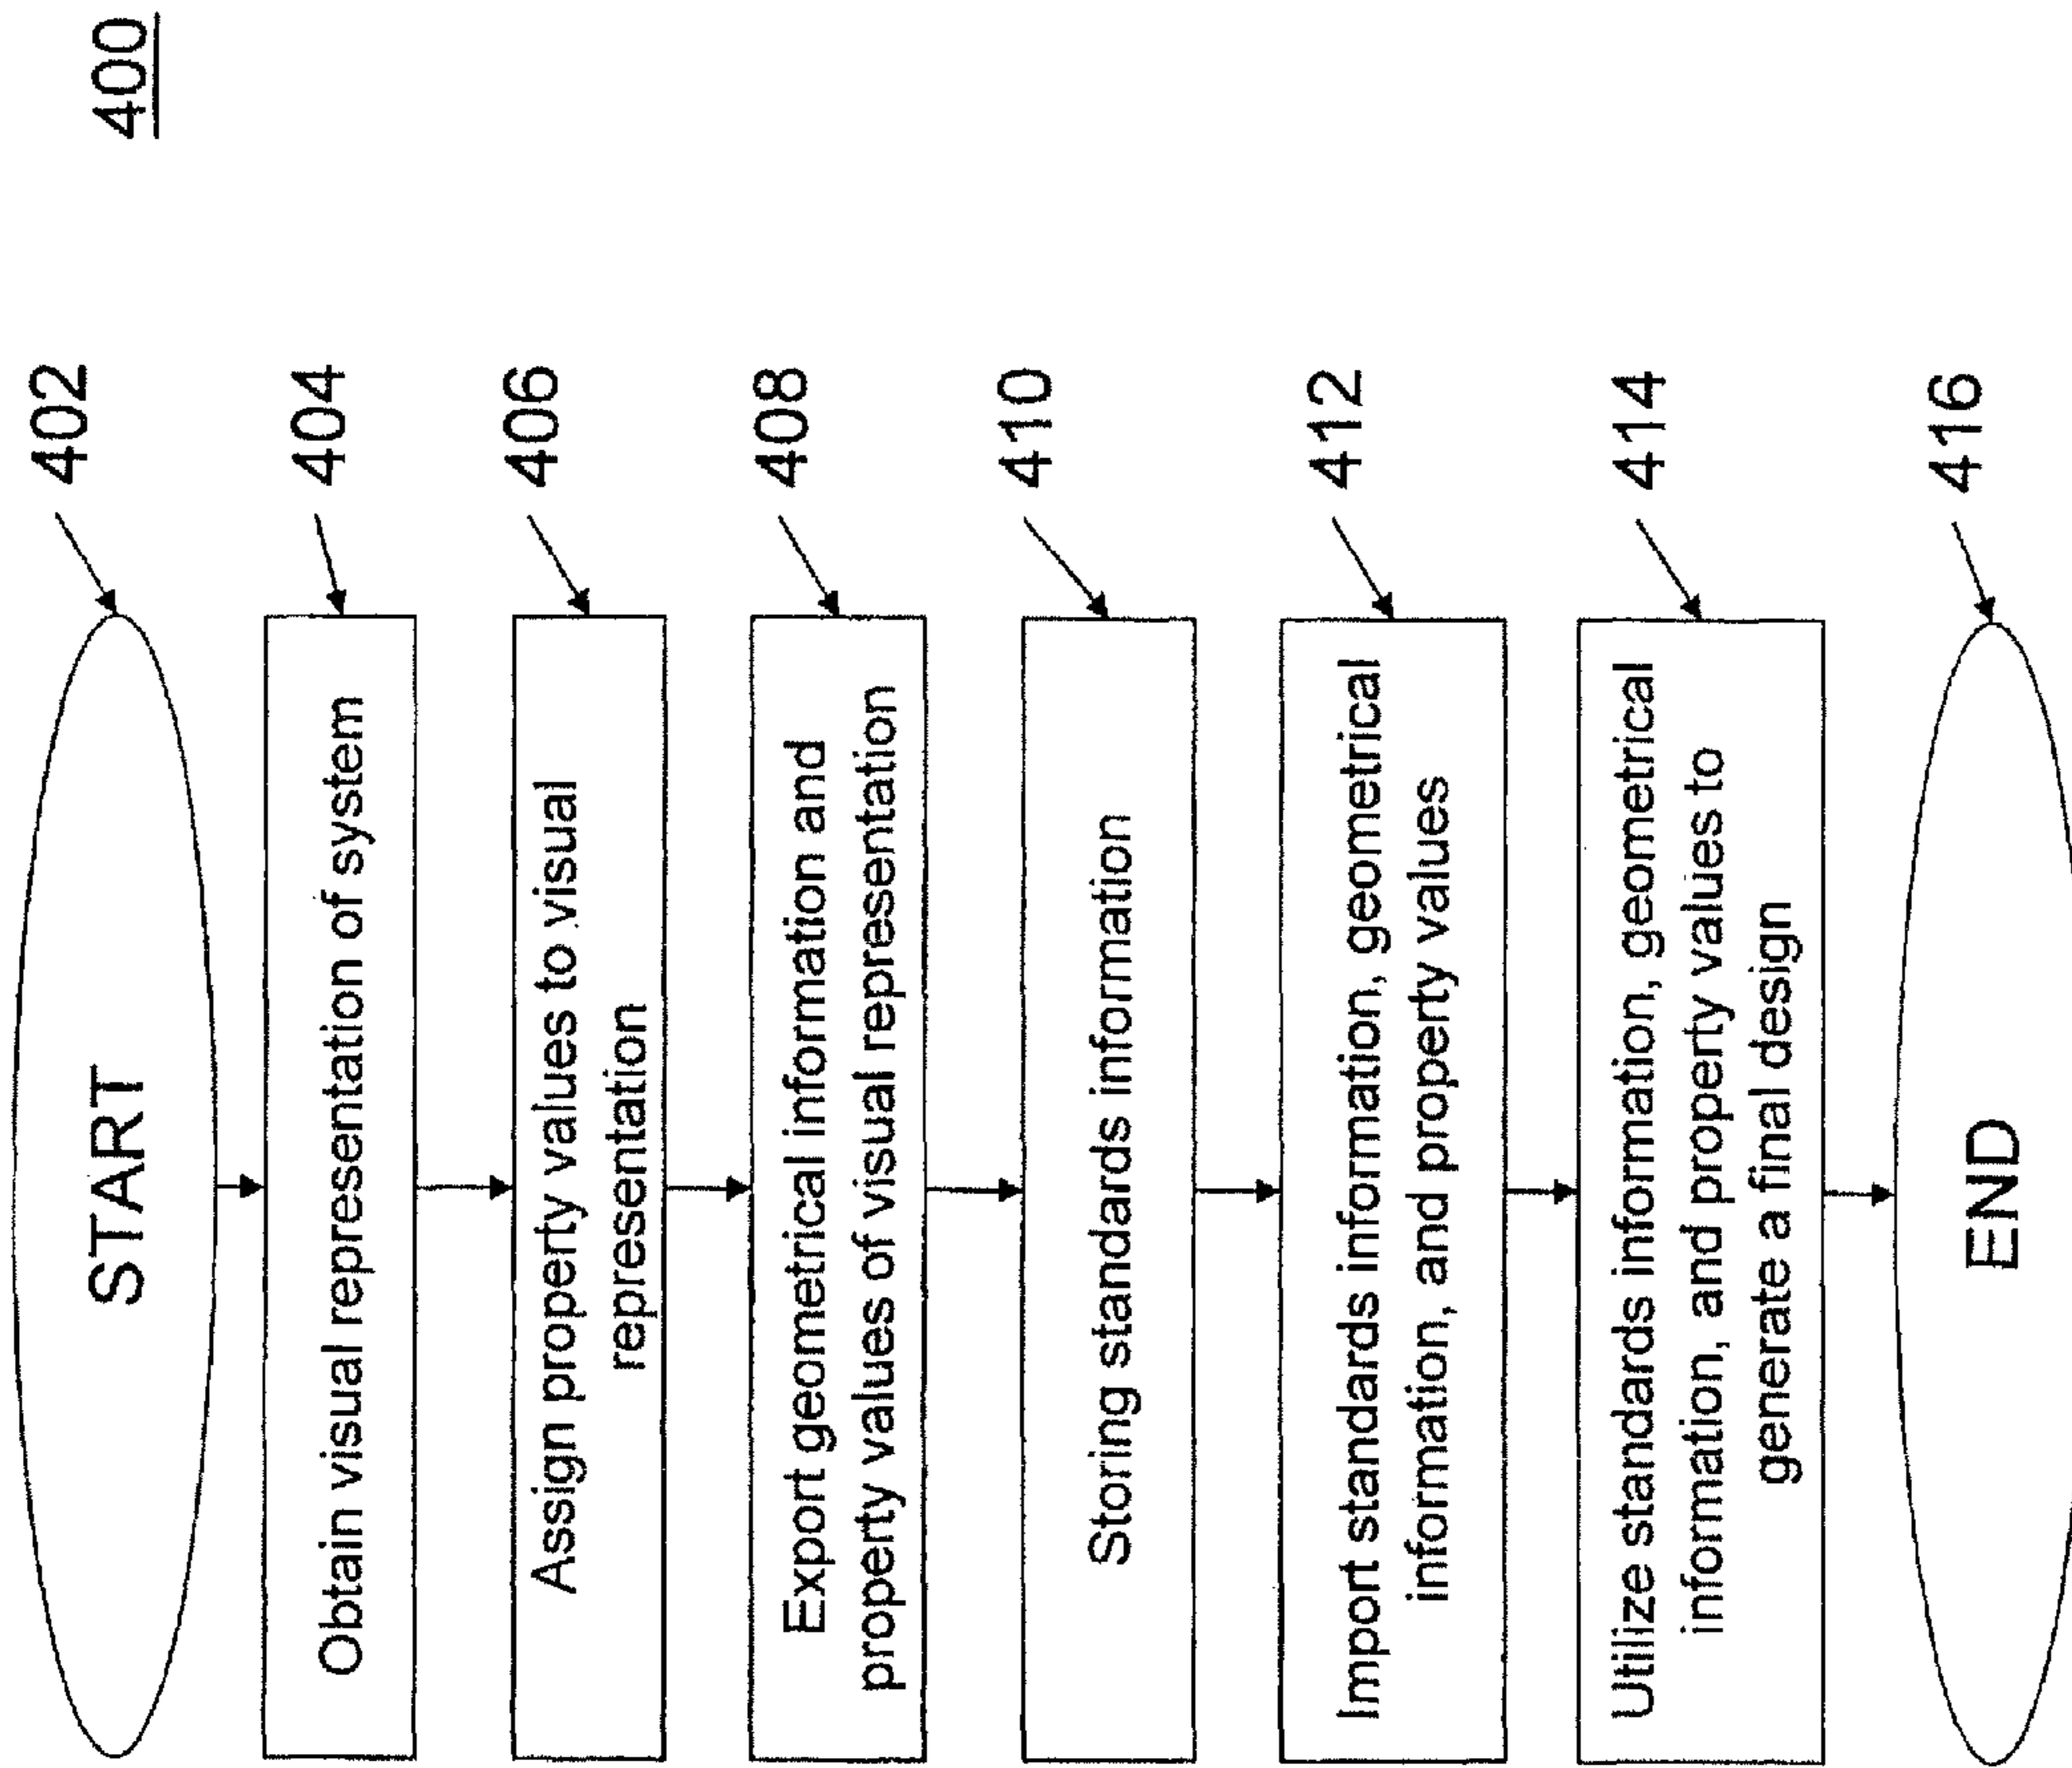 400
START
402
Obtain visual representation of system
404
Assign property values to visual
representation
406
Export geometrical information and
property values of visual representation
408
Storing standards information
410
Import standards information, geometrical
information, and property values
412
Utilize standards information, geometrical
information, and property values to
generate a final design
414
END
416